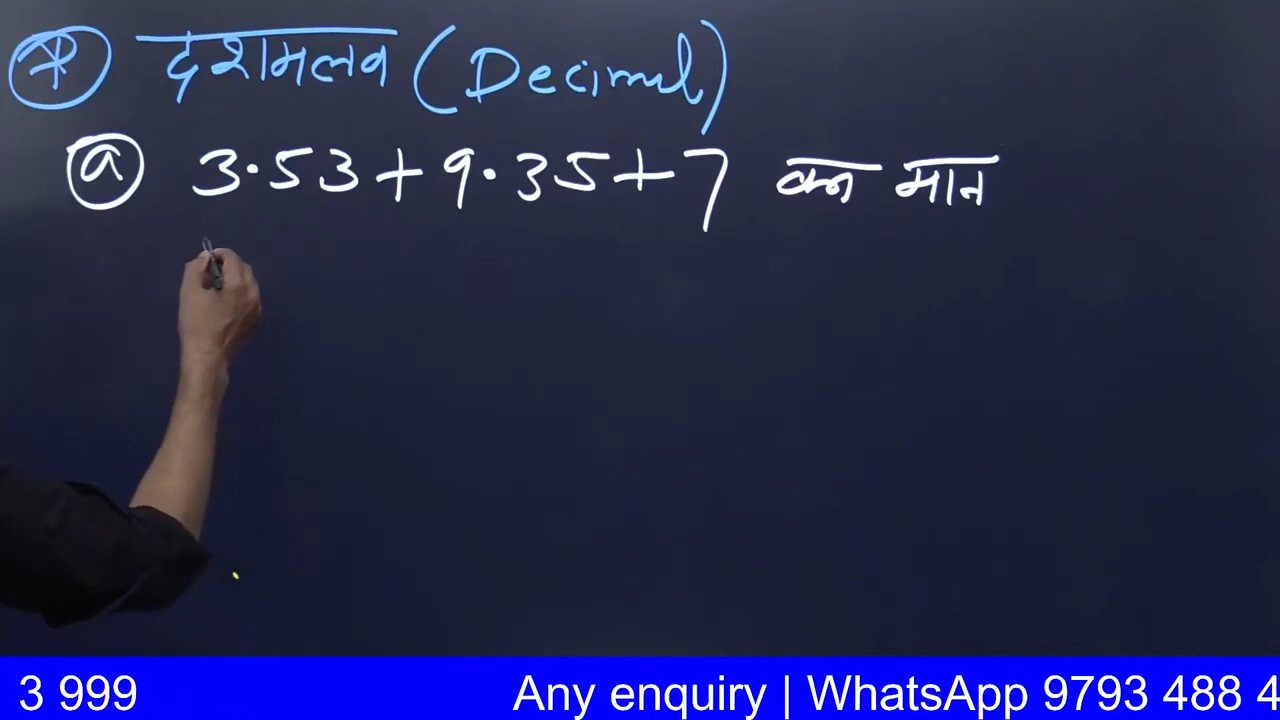 * दशमलव (Decimal)
a 3.53+9.35+7 का मान
3 999 Any enquiry | WhatsApp 9793 488 4